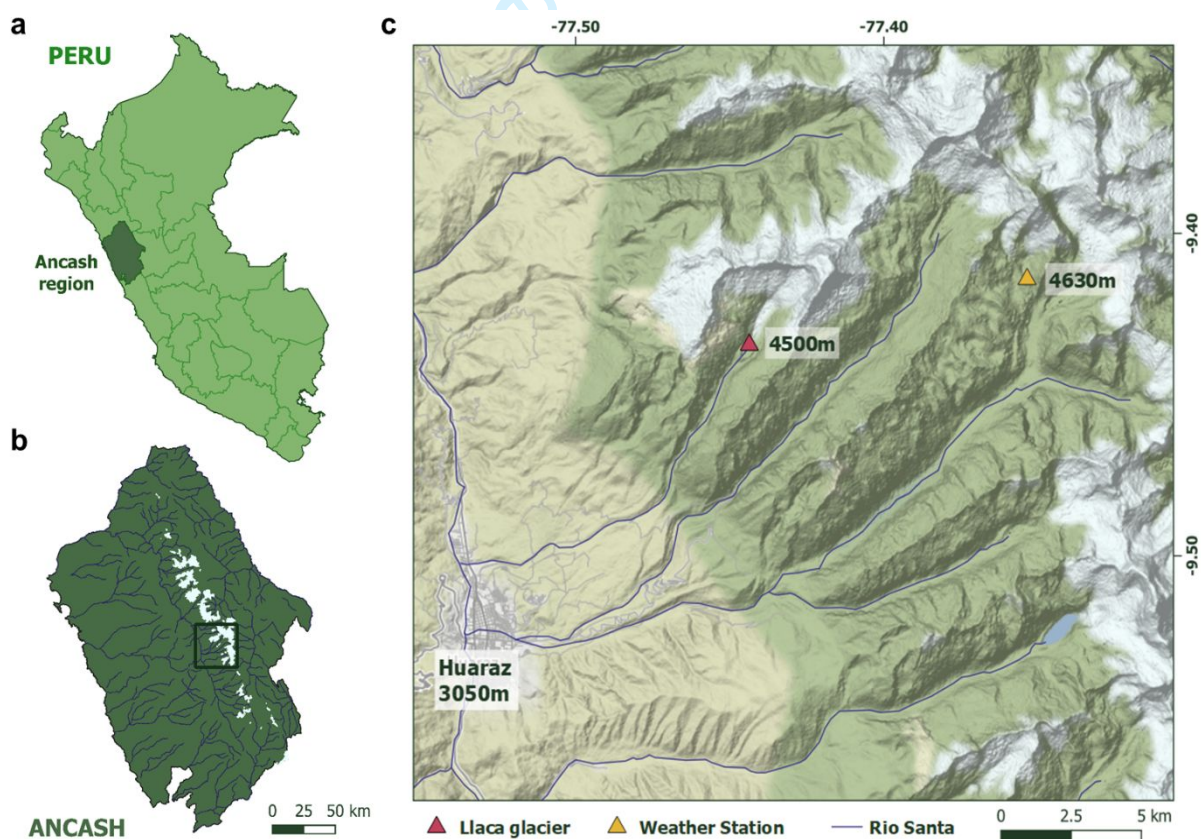 a
PERU
Ancash
region
b
0 25 50 km
ANCASH
c
-77.50 -77.40
-9.40
4630m
4500m
-9.50
Huaraz
3050m
Llaca glacier Weather Station Rio Santa
0 2.5 5 km